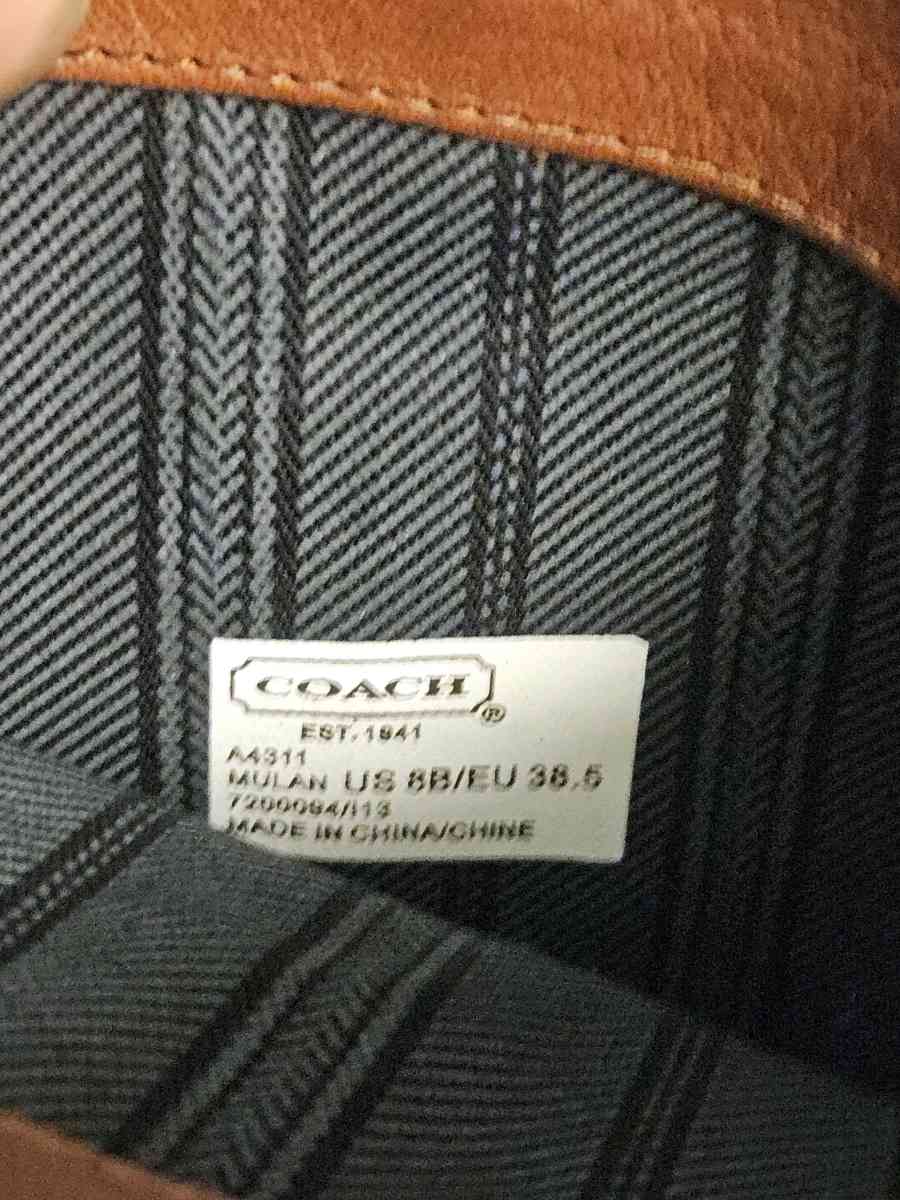 COACH®
EST. 1941
A4311
MULAN US 8B/EU 38.5
7200094/I13
MADE IN CHINA/CHINE